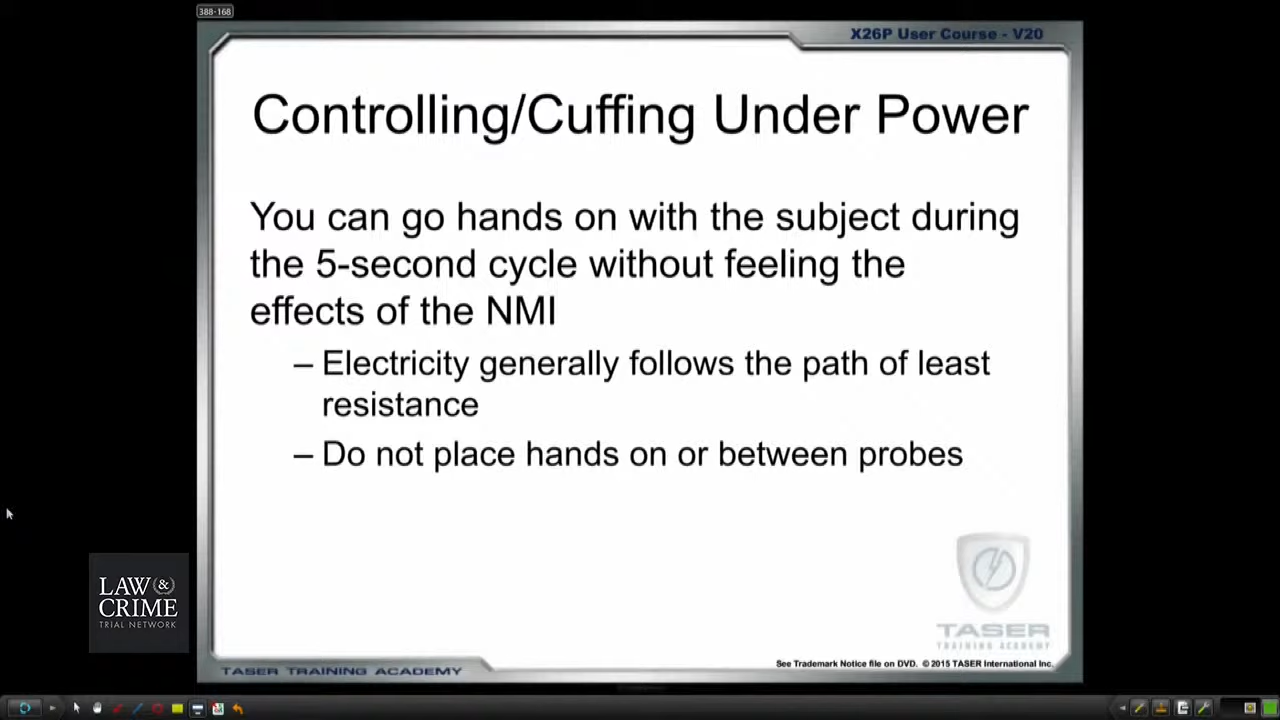 388-168
X26P User Course - V20
Controlling/Cuffing Under Power
You can go hands on with the subject during
the 5-second cycle without feeling the
effects of the NMI
– Electricity generally follows the path of least
resistance
– Do not place hands on or between probes
LAW &
CRIME
TRIAL NETWORK
TASER
TRAINING ACADEMY
See Trademark Notice file on DVD. © 2015 TASER International Inc.
TASER TRAINING ACADEMY